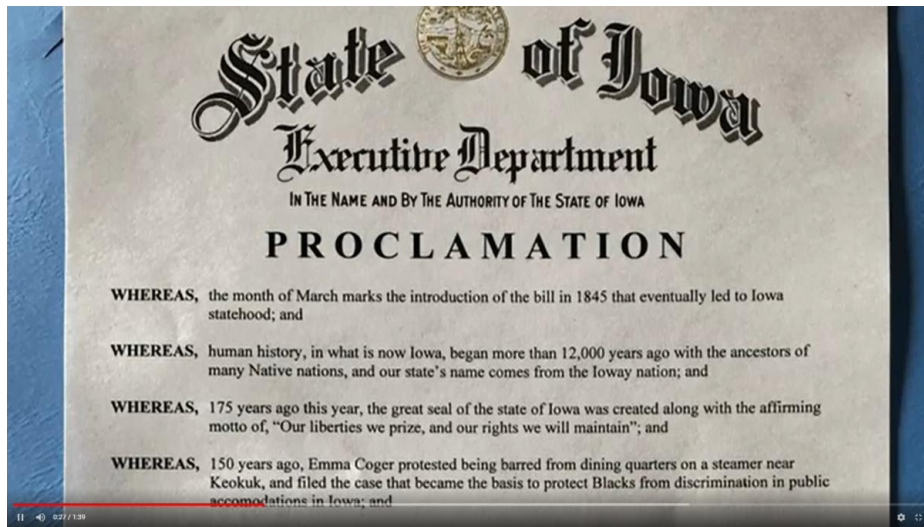 State of Iowa
Executive Department
IN THE NAME AND BY THE AUTHORITY OF THE STATE OF IOWA
PROCLAMATION
WHEREAS, the month of March marks the introduction of the bill in 1845 that eventually led to Iowa
statehood; and
WHEREAS, human history, in what is now Iowa, began more than 12,000 years ago with the ancestors of
many Native nations, and our state's name comes from the Ioway nation; and
WHEREAS, 175 years ago this year, the great seal of the state of Iowa was created along with the affirming
motto of, “Our liberties we prize, and our rights we will maintain”; and
WHEREAS, 150 years ago, Emma Coger protested being barred from dining quarters on a steamer near
Keokuk, and filed the case that became the basis to protect Blacks from discrimination in public
accomodations in Iowa; and
0:27 / 1:39